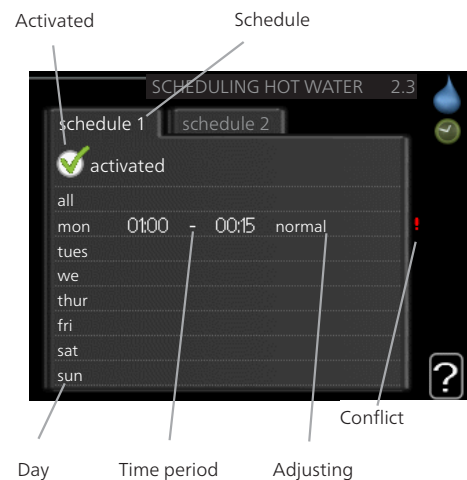 Activated Schedule
SCHEDULING HOT WATER 2.3
schedule 1 schedule 2
activated
all
mon 01:00 - 00:15 normal !
tues
we
thur
fri
sat
sun
?
Conflict
Day Time period Adjusting